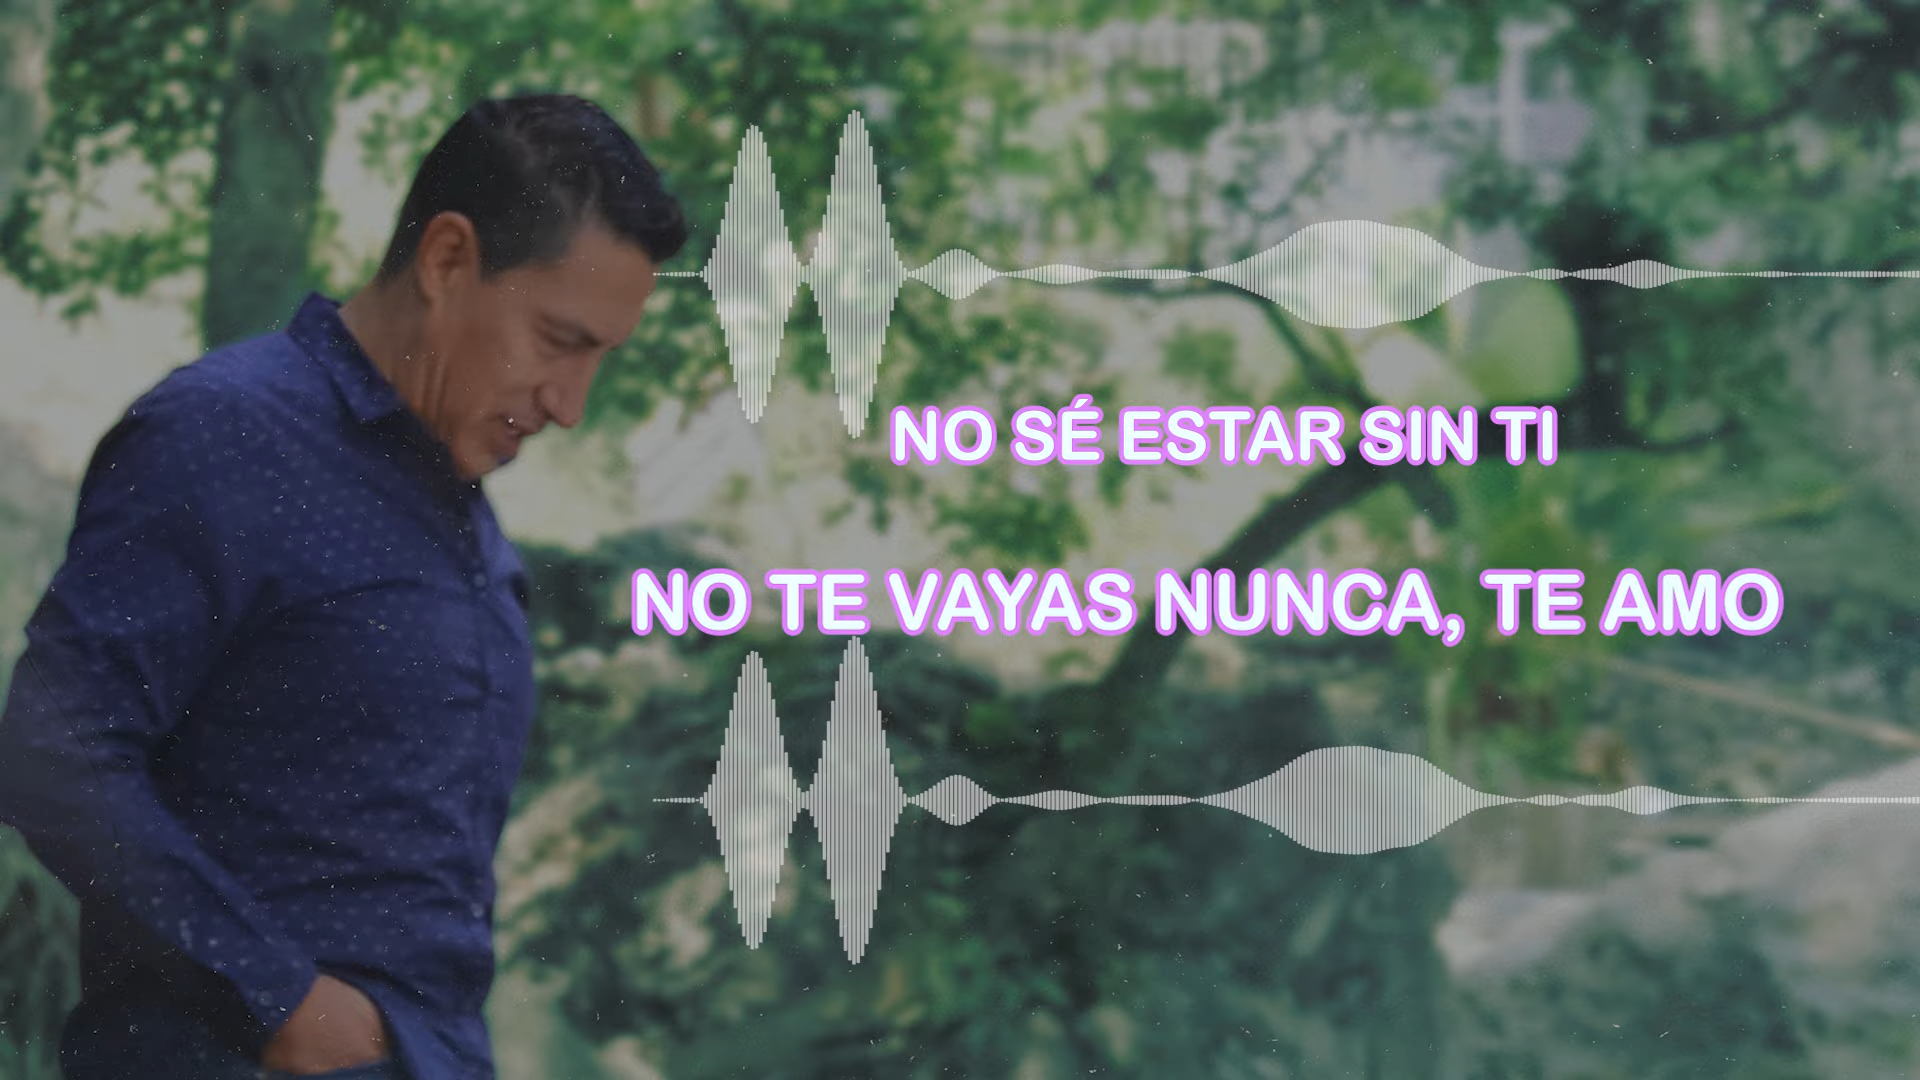 NO SÉ ESTAR SIN TI
NO TE VAYAS NUNCA, TE AMO